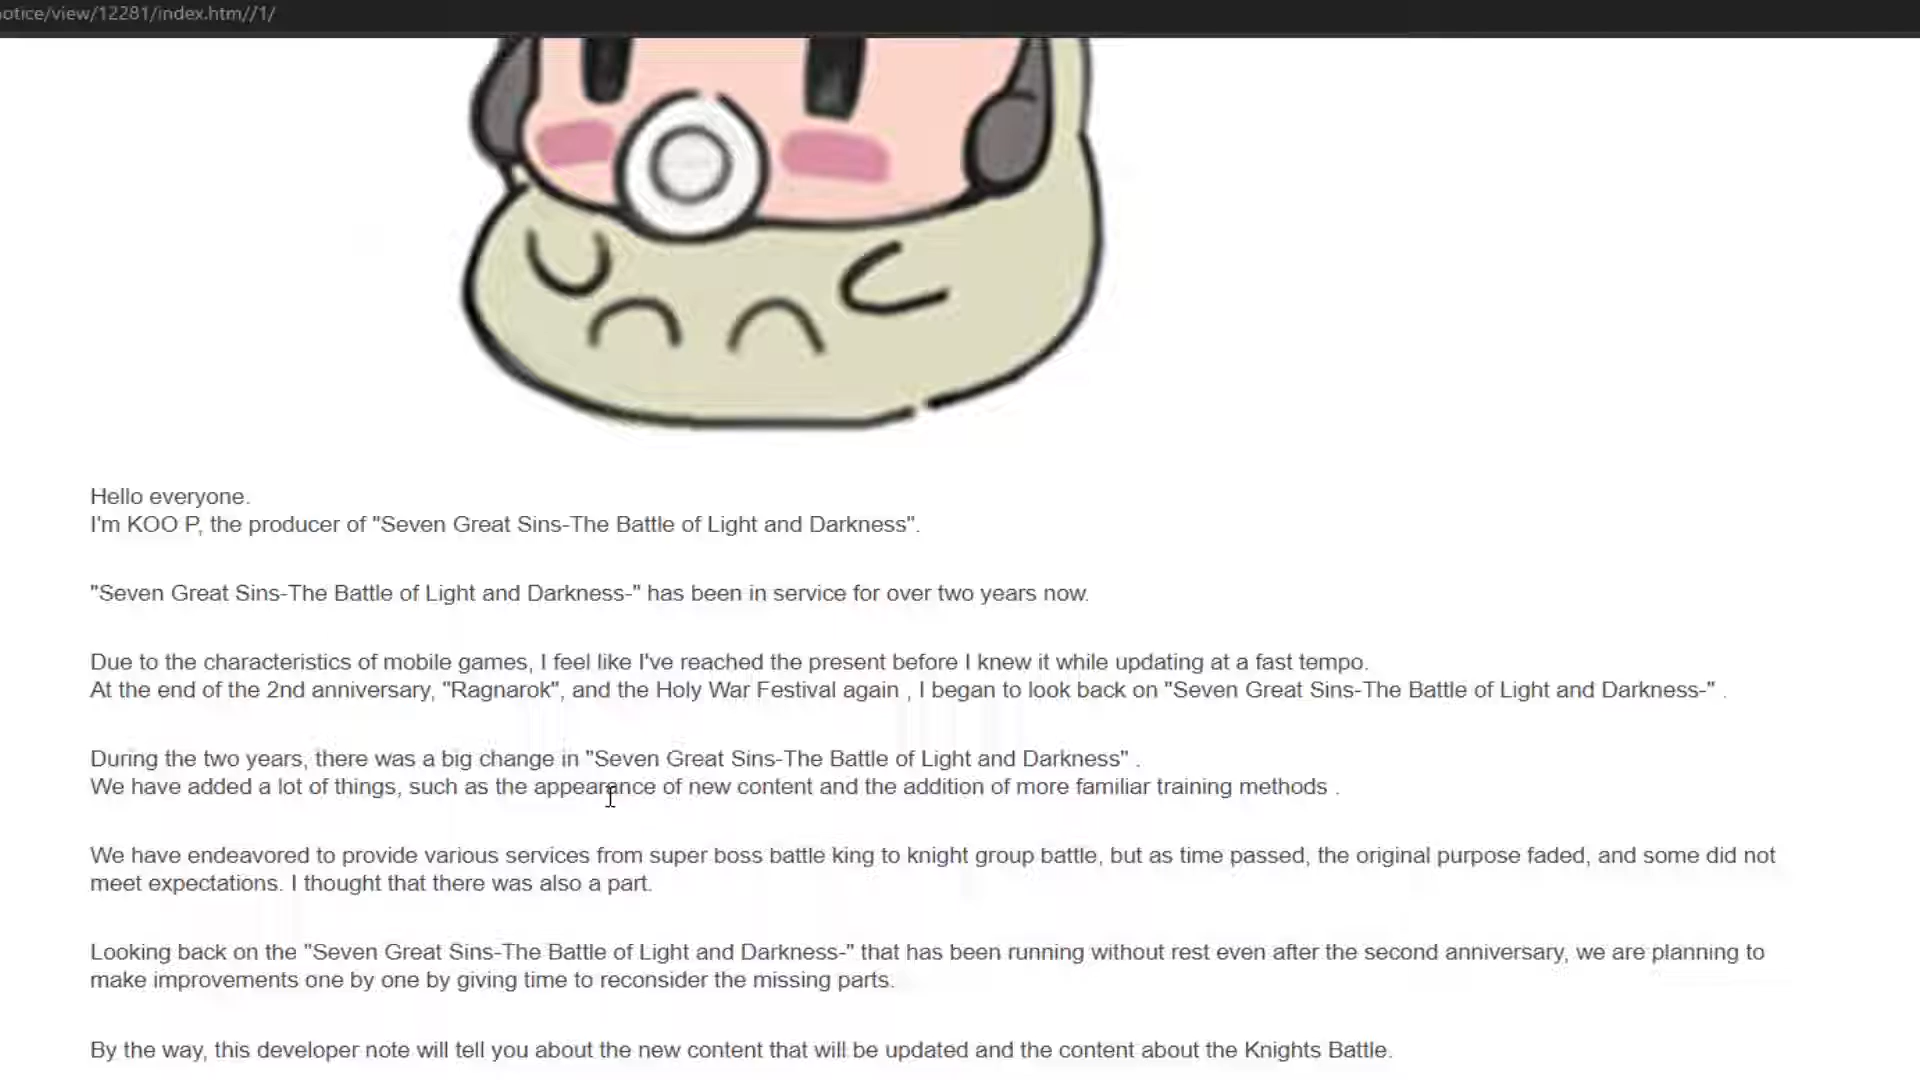 otice/view/12281/index.htm//1/
Hello everyone.
I'm KOO P, the producer of "Seven Great Sins-The Battle of Light and Darkness".
"Seven Great Sins-The Battle of Light and Darkness-" has been in service for over two years now.
Due to the characteristics of mobile games, I feel like I've reached the present before I knew it while updating at a fast tempo.
At the end of the 2nd anniversary, "Ragnarok", and the Holy War Festival again , I began to look back on "Seven Great Sins-The Battle of Light and Darkness-" .
During the two years, there was a big change in "Seven Great Sins-The Battle of Light and Darkness" .
We have added a lot of things, such as the appearance of new content and the addition of more familiar training methods .
We have endeavored to provide various services from super boss battle king to knight group battle, but as time passed, the original purpose faded, and some did not
meet expectations. I thought that there was also a part.
Looking back on the "Seven Great Sins-The Battle of Light and Darkness-" that has been running without rest even after the second anniversary, we are planning to
make improvements one by one by giving time to reconsider the missing parts.
By the way, this developer note will tell you about the new content that will be updated and the content about the Knights Battle.